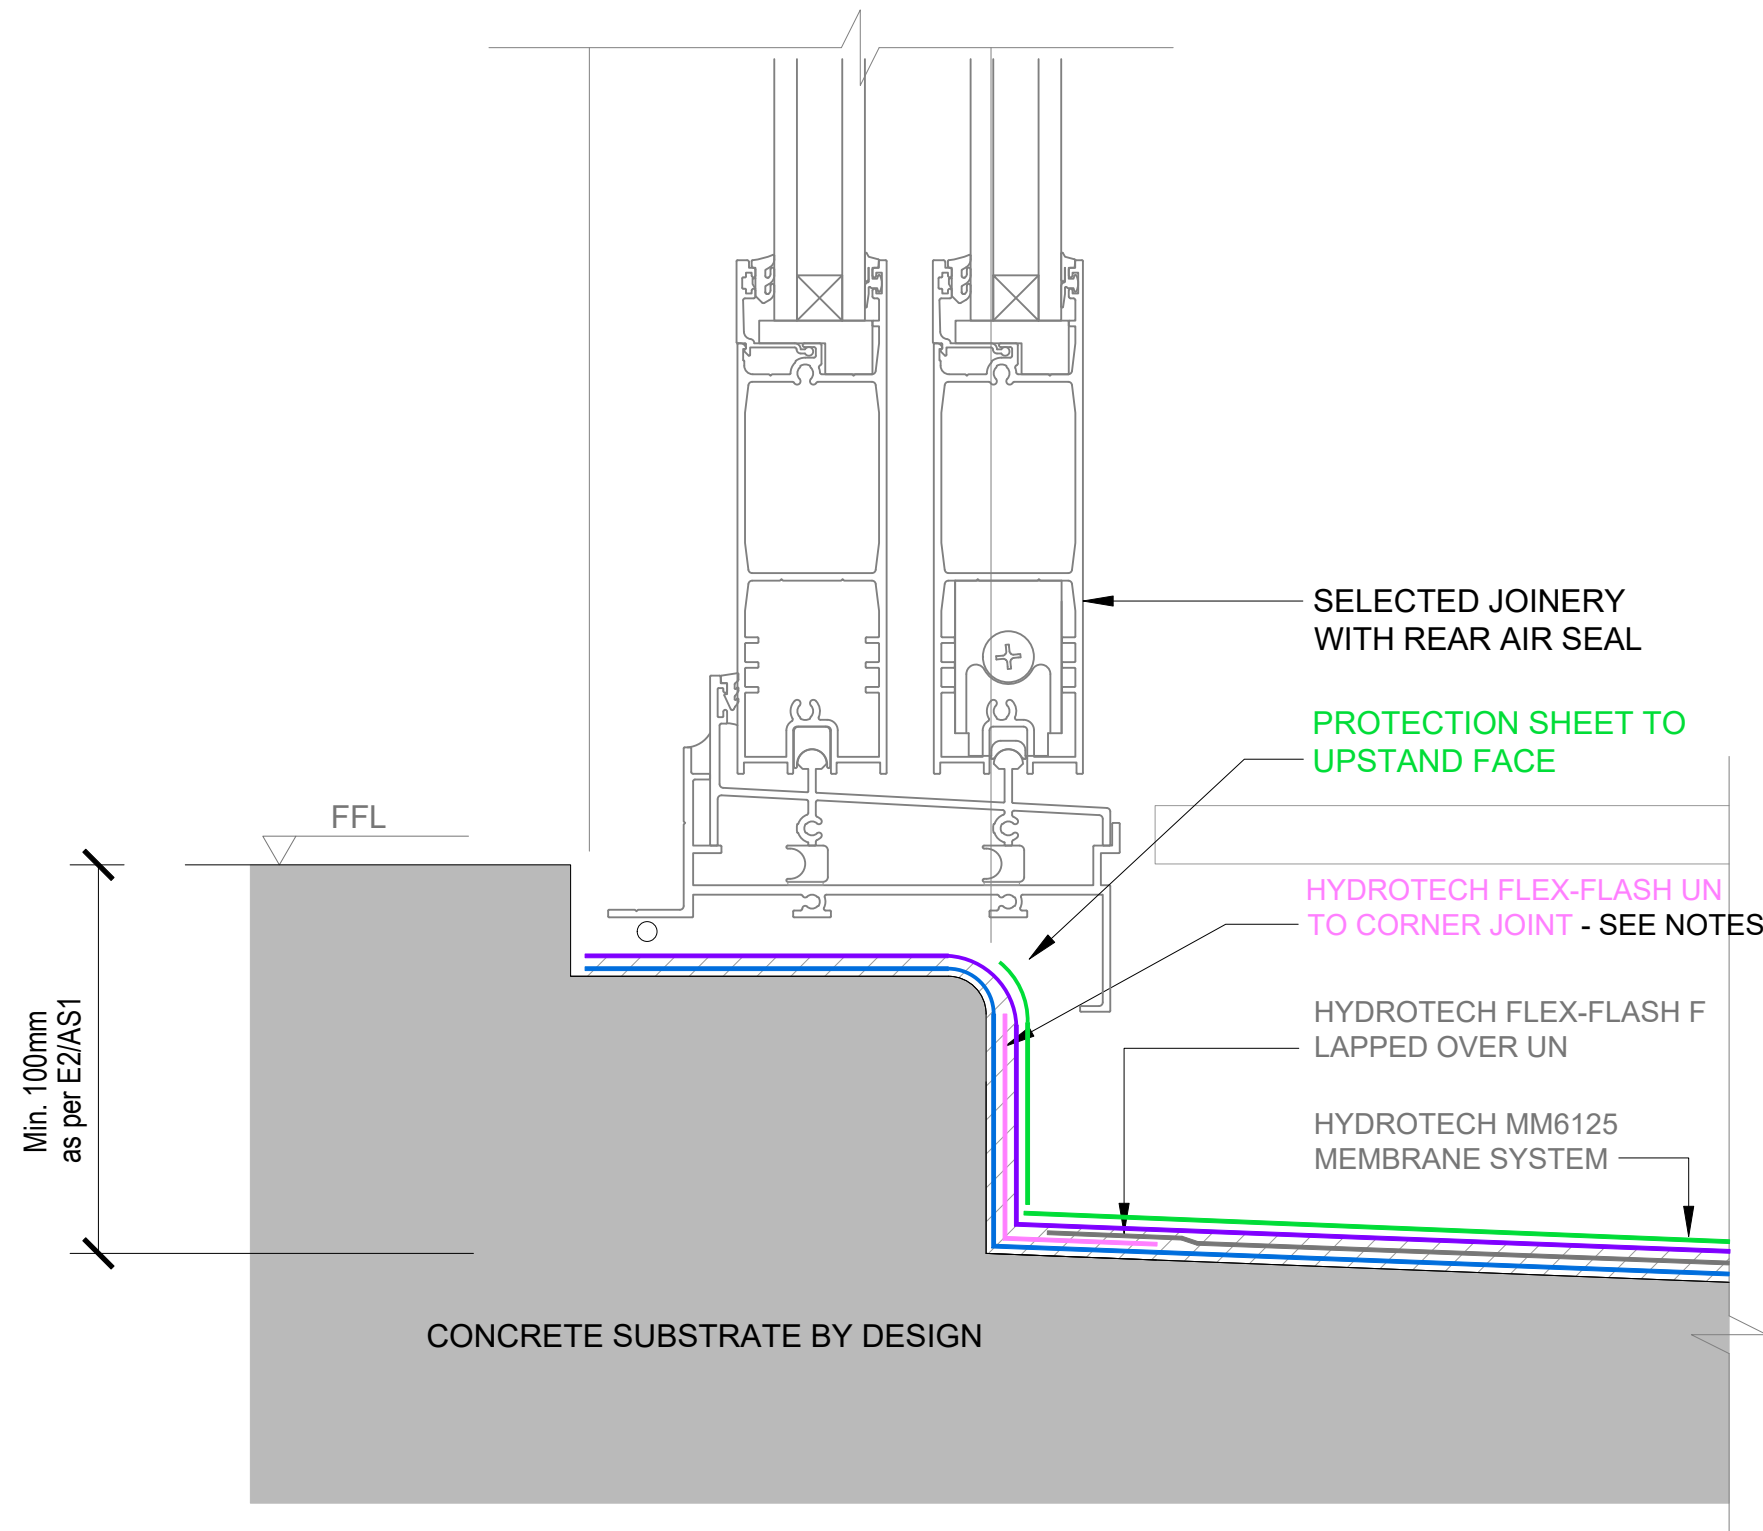 SELECTED JOINERY
WITH REAR AIR SEAL
PROTECTION SHEET TO
UPSTAND FACE
FFL
HYDROTECH FLEX-FLASH UN
TO CORNER JOINT - SEE NOTES
HYDROTECH FLEX-FLASH F
LAPPED OVER UN
Min. 100mm
as per E2/AS1
HYDROTECH MM6125
MEMBRANE SYSTEM
CONCRETE SUBSTRATE BY DESIGN